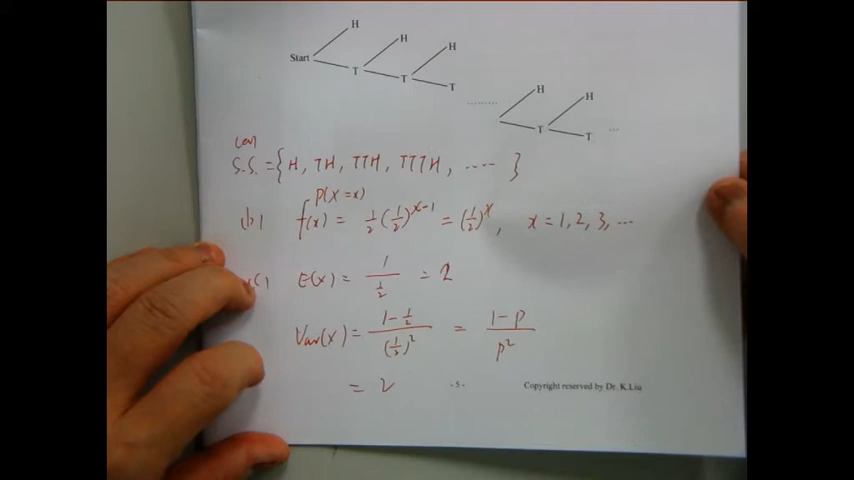 H
H
H
Start
T
T
T
H
H
.........
T
T
...
(a)
S.S. = { H, TH, TTH, TTTH, ..... }
P(X=x)
(b) f(x) = 1/2 (1/2)^(x-1) = (1/2)^x, x = 1, 2, 3, ...
(c) E(X) = 1/(1/2) = 2
Var(X) = (1 - 1/2)/(1/2)^2 = (1-p)/p^2
= 2
- 5 -
Copyright reserved by Dr. K.Liu